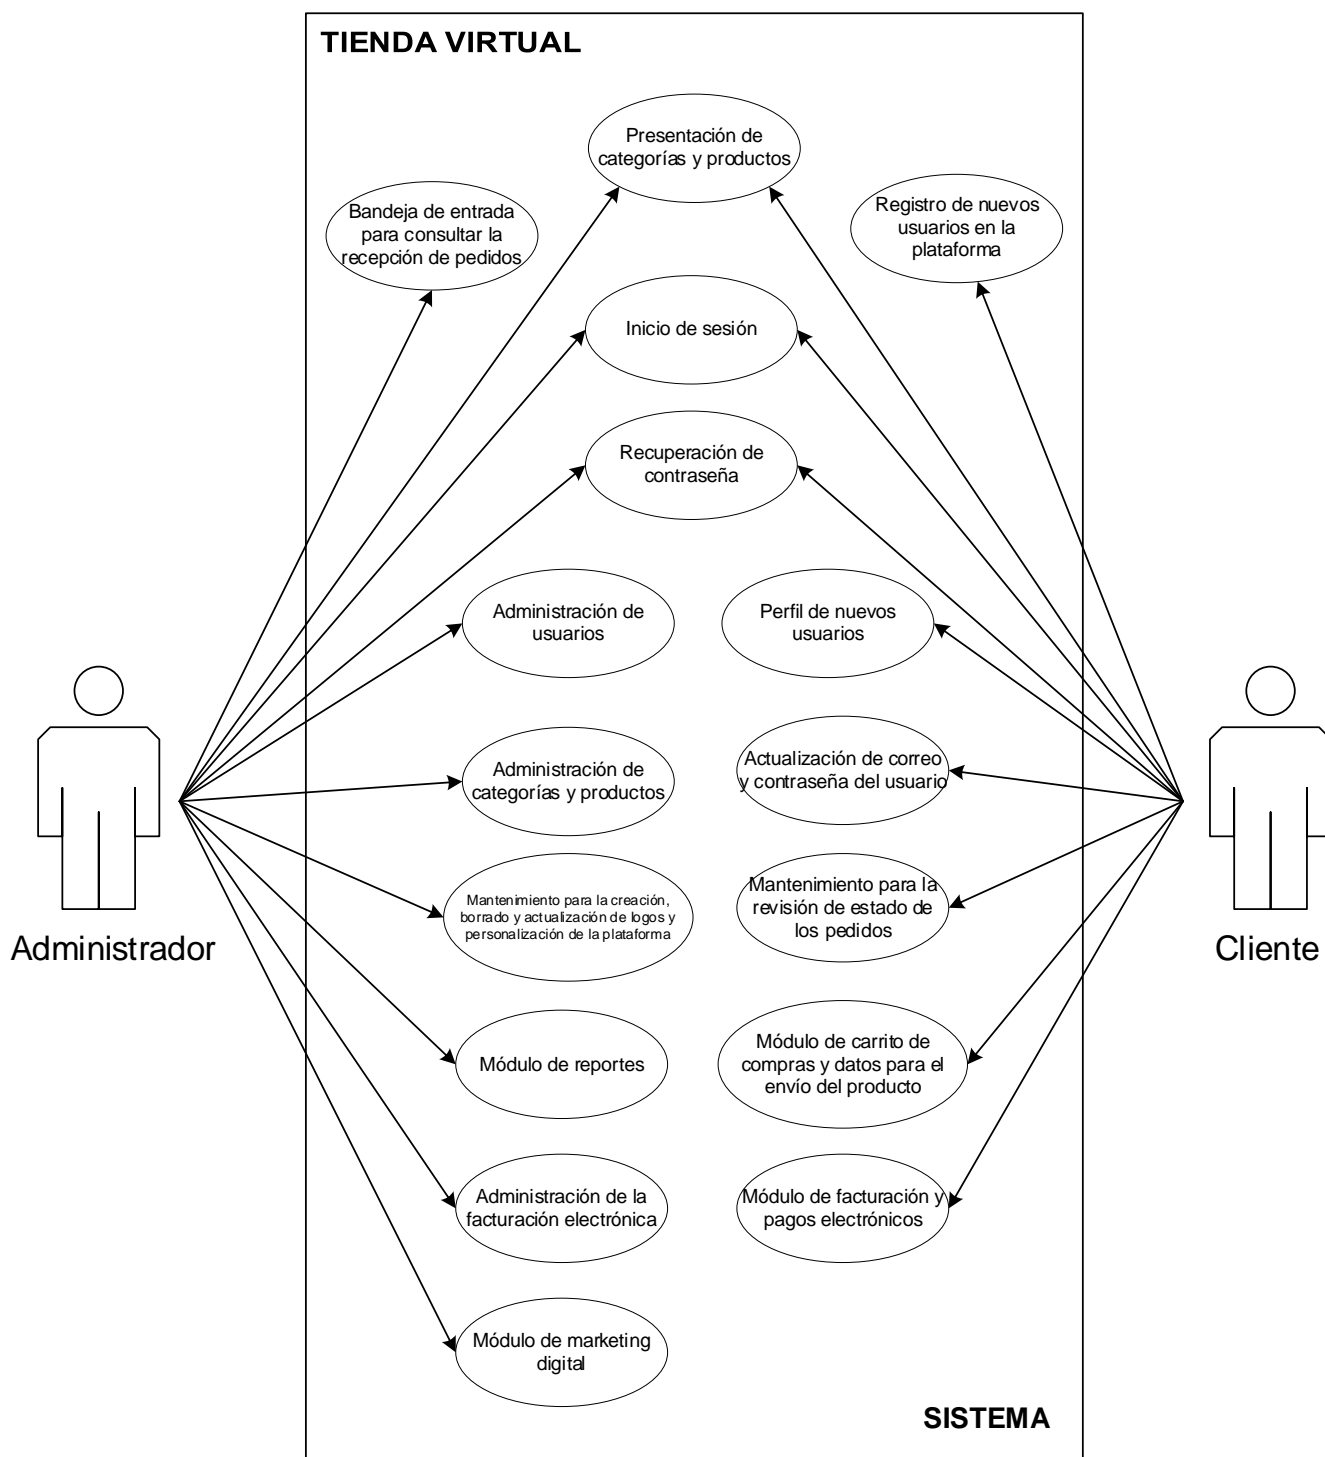 TIENDA VIRTUAL
Presentación de
categorías y productos
Bandeja de entrada
para consultar la
recepción de pedidos
Registro de nuevos
usuarios en la
plataforma
Inicio de sesión
Recuperación de
contraseña
Administración de
usuarios
Perfil de nuevos
usuarios
Administración de
categorías y productos
Actualización de correo
y contraseña del usuario
Mantenimiento para la creación,
borrado y actualización de logos y
personalización de la plataforma
Mantenimiento para la
revisión de estado de
los pedidos
Administrador
Cliente
Módulo de reportes
Módulo de carrito de
compras y datos para el
envío del producto
Administración de la
facturación electrónica
Módulo de facturación y
pagos electrónicos
Módulo de marketing
digital
SISTEMA